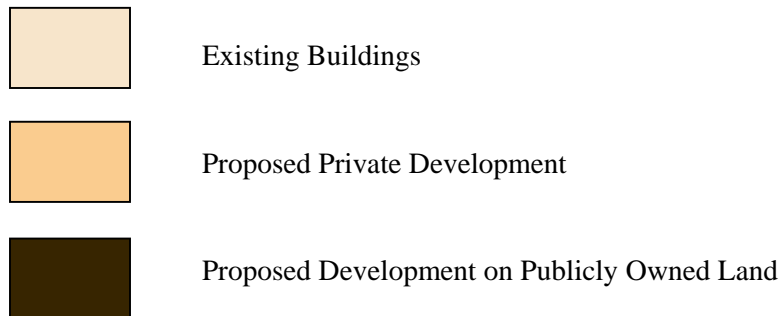 Existing Buildings
Proposed Private Development
Proposed Development on Publicly Owned Land